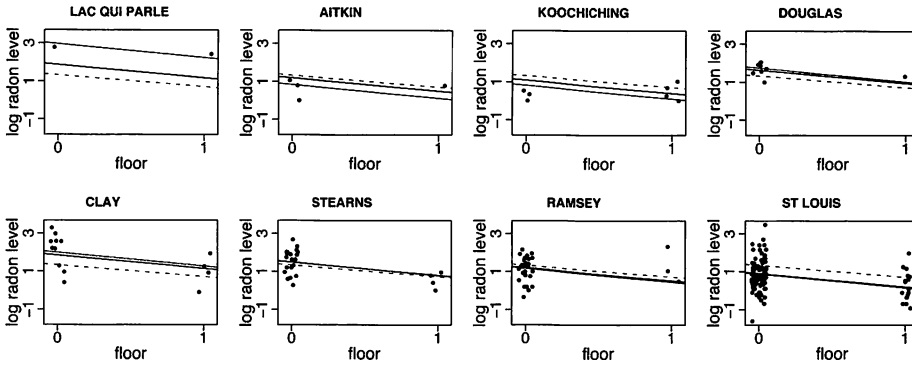 LAC QUI PARLE
AITKIN
KOOCHICHING
DOUGLAS
log radon level
-1 1 3
0 1
floor
log radon level
-1 1 3
0 1
floor
log radon level
-1 1 3
0 1
floor
log radon level
-1 1 3
0 1
floor
CLAY
STEARNS
RAMSEY
ST LOUIS
log radon level
-1 1 3
0 1
floor
log radon level
-1 1 3
0 1
floor
log radon level
-1 1 3
0 1
floor
log radon level
-1 1 3
0 1
floor